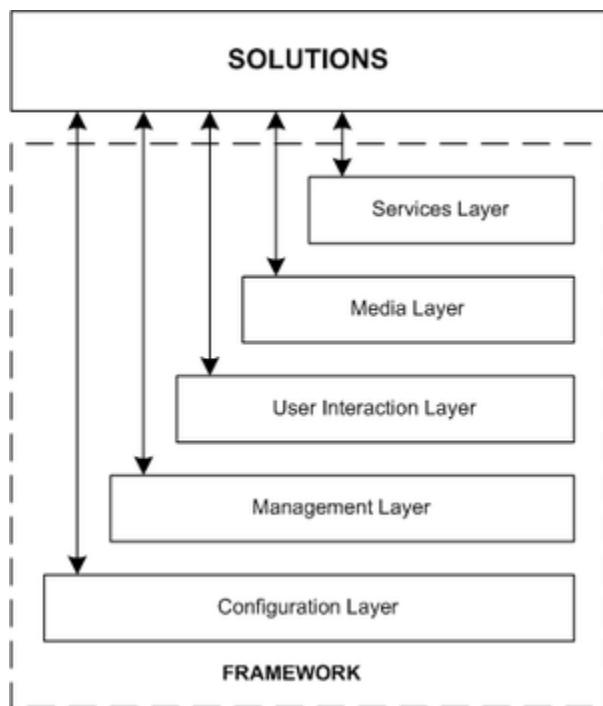 SOLUTIONS
Services Layer
Media Layer
User Interaction Layer
Management Layer
Configuration Layer
FRAMEWORK